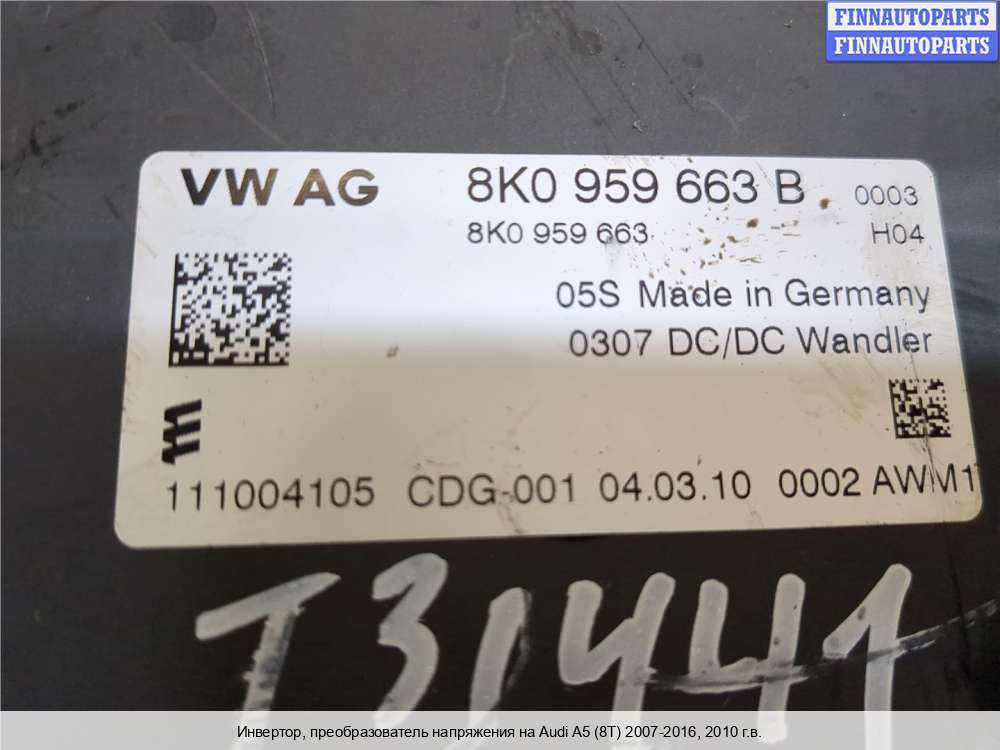 FINNAUTOPARTS
FINNAUTOPARTS
VW AG 8K0 959 663 B 0003
8K0 959 663 H04
05S Made in Germany
0307 DC/DC Wandler
111004105 CDG-001 04.03.10 0002 AWM1
T31441
Инвертор, преобразователь напряжения на Audi A5 (8T) 2007-2016, 2010 г.в.